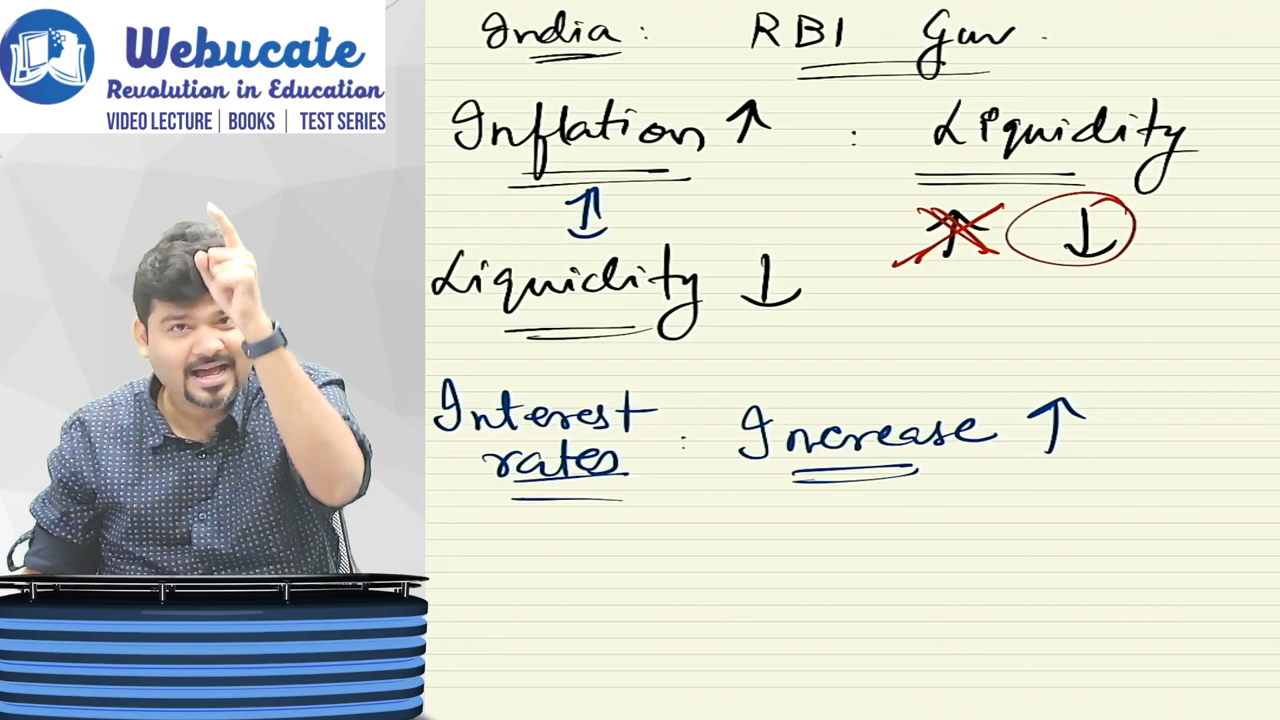 Webucate
Revolution in Education
VIDEO LECTURE | BOOKS | TEST SERIES
India : RBI Gov.
Inflation ↑ : Liquidity
↑ ↓
↑
Liquidity ↓
Interest rates : Increase ↑